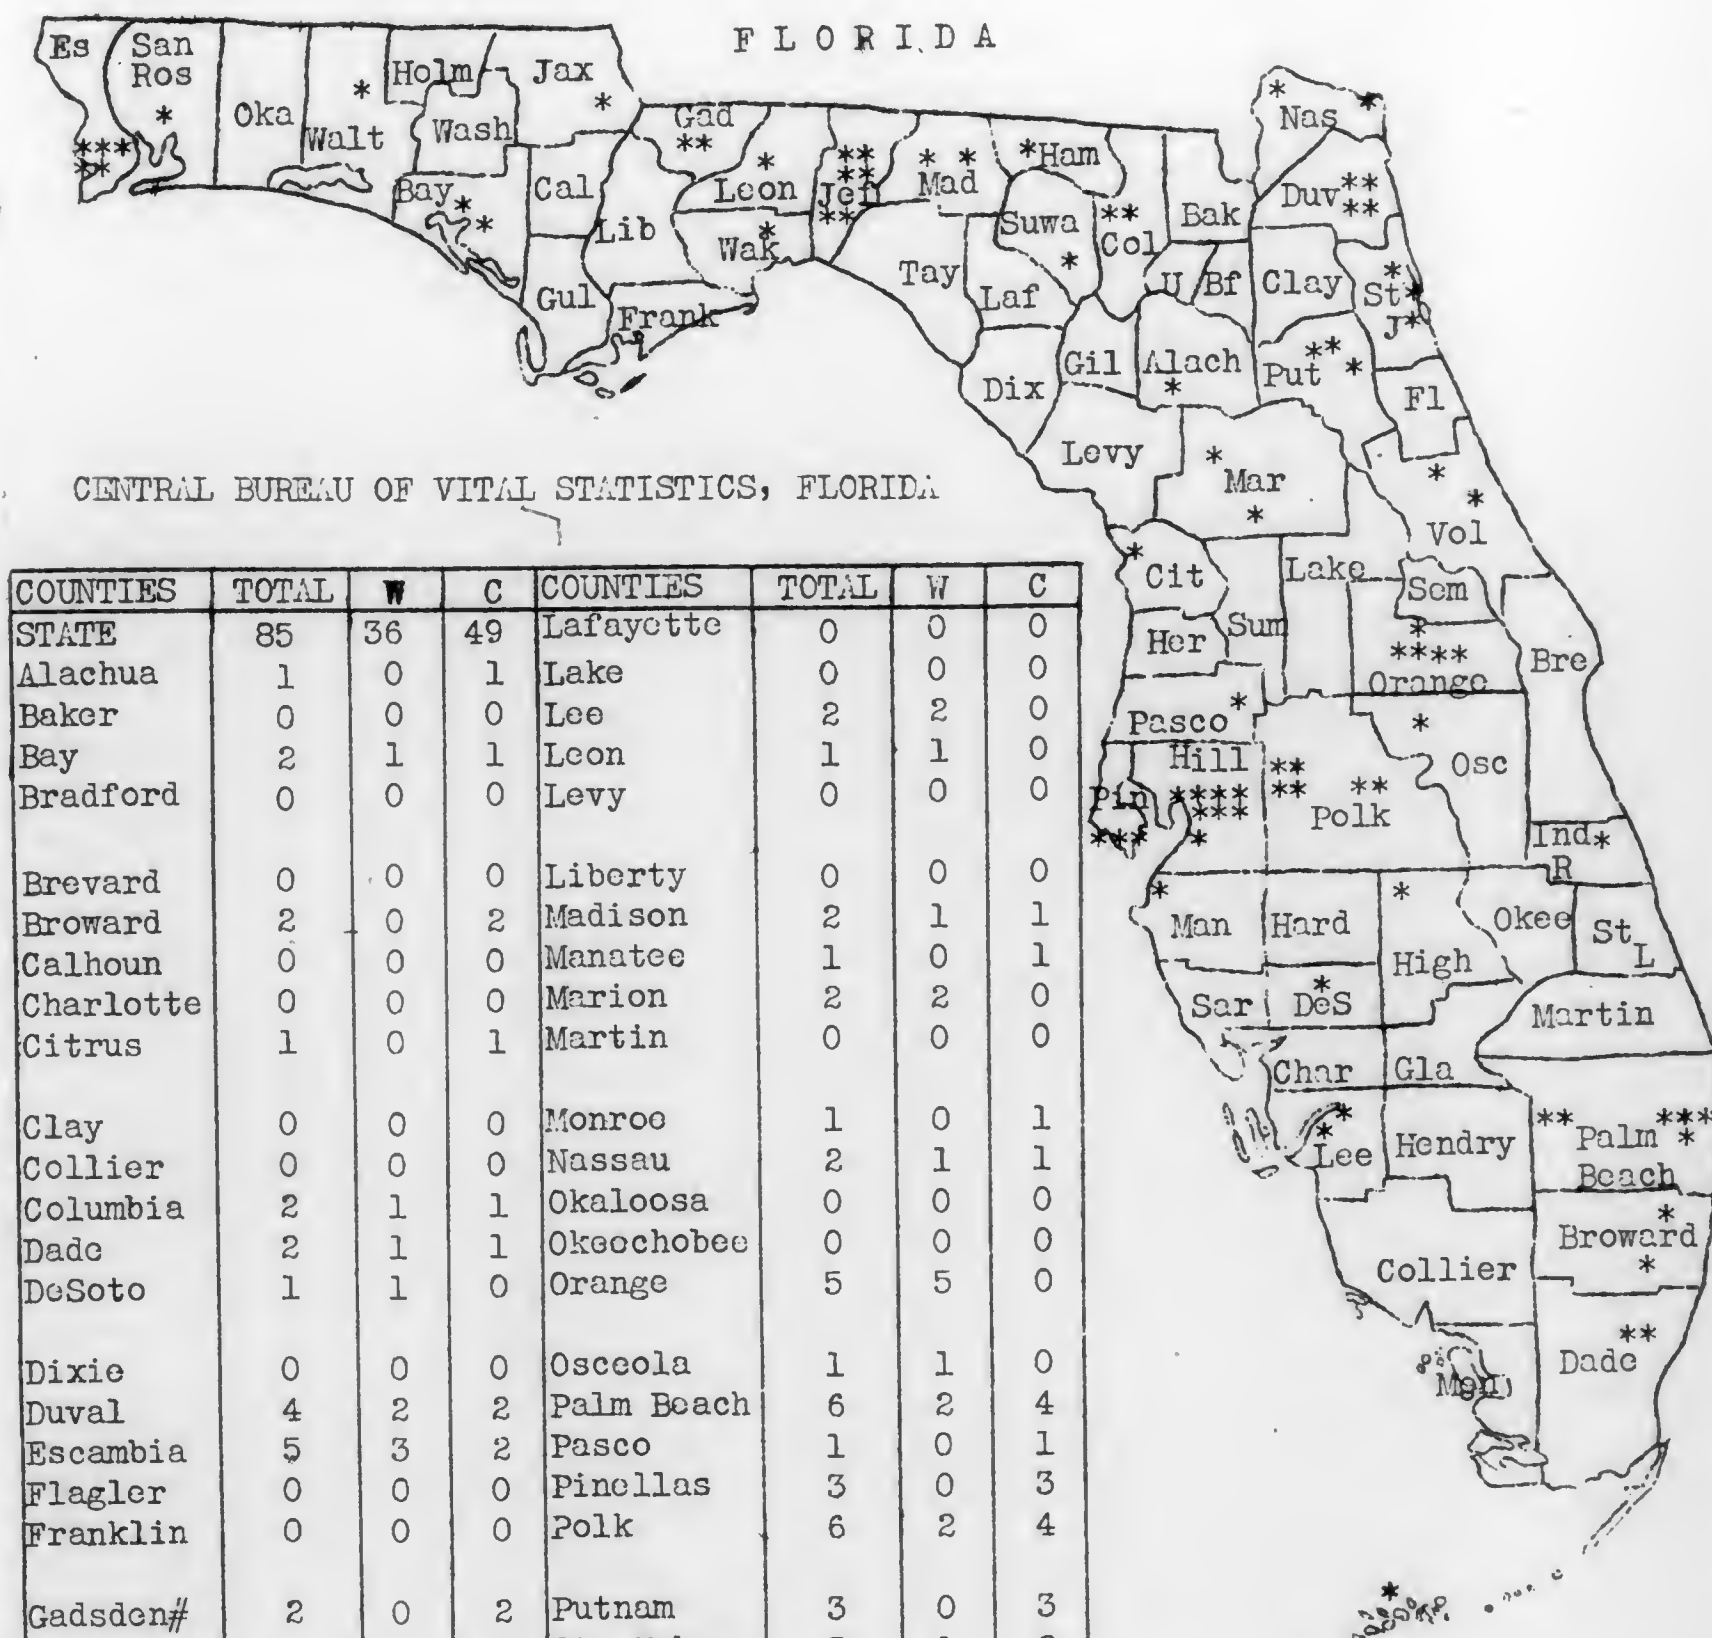 FLORIDA
Es San Ros *
*** **
Oka
Walt *
Holm
Wash
Jax *
Bay * *
Cal
Gul
Lib
Gad **
Leon *
Wak *
Frank
Jef ** ** **
Mad * *
Tay
*Ham
Suwa *
Laf
Dix
Col **
Bak
U
Bf
Nas * *
Duv ** **
Clay
St J * * *
Gil
Alach *
Put ** *
Fl
Levy
Mar * *
Vol * *
Cit *
Lake
Sem
Her
Sum
Orange * ****
Bre
Pasco *
Hill **** *** *
Pin ***
Polk ** ** **
Osc *
Ind R *
Man *
Hard
High *
Okee
St L
Sar
DeS *
Martin
Char
Gla
Lee * *
Hendry
Palm Beach ** *** *
Broward * *
Collier
Dade **
Mon
*
CENTRAL BUREAU OF VITAL STATISTICS, FLORIDA
COUNTIES TOTAL W C COUNTIES TOTAL W C
STATE 85 36 49 Lafayette 0 0 0
Alachua 1 0 1 Lake 0 0 0
Baker 0 0 0 Lee 2 2 0
Bay 2 1 1 Leon 1 1 0
Bradford 0 0 0 Levy 0 0 0
Brevard 0 0 0 Liberty 0 0 0
Broward 2 0 2 Madison 2 1 1
Calhoun 0 0 0 Manatee 1 0 1
Charlotte 0 0 0 Marion 2 2 0
Citrus 1 0 1 Martin 0 0 0
Clay 0 0 0 Monroe 1 0 1
Collier 0 0 0 Nassau 2 1 1
Columbia 2 1 1 Okaloosa 0 0 0
Dade 2 1 1 Okeechobee 0 0 0
DeSoto 1 1 0 Orange 5 5 0
Dixie 0 0 0 Osceola 1 1 0
Duval 4 2 2 Palm Beach 6 2 4
Escambia 5 3 2 Pasco 1 0 1
Flagler 0 0 0 Pinellas 3 0 3
Franklin 0 0 0 Polk 6 2 4
Gadsden# 2 0 2 Putnam 3 0 3